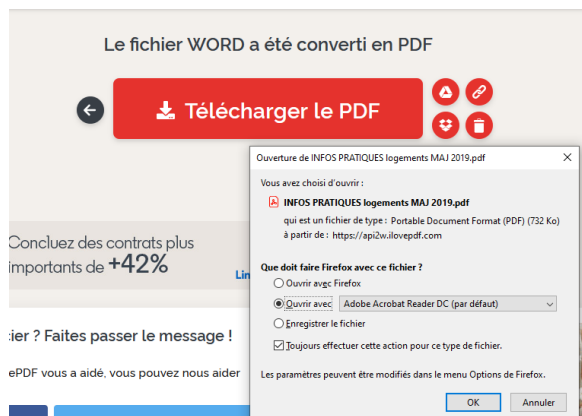 Le fichier WORD a été converti en PDF
Télécharger le PDF
Ouverture de INFOS PRATIQUES logements MAJ 2019.pdf
Vous avez choisi d'ouvrir :
INFOS PRATIQUES logements MAJ 2019.pdf
qui est un fichier de type : Portable Document Format (PDF) (732 Ko)
à partir de : https://api2w.ilovepdf.com
Concluez des contrats plus
importants de +42%
Lin
Que doit faire Firefox avec ce fichier ?
Ouvrir avec Firefox
Ouvrir avec Adobe Acrobat Reader DC (par défaut)
Enregistrer le fichier
Toujours effectuer cette action pour ce type de fichier.
Les paramètres peuvent être modifiés dans le menu Options de Firefox.
OK Annuler
ier ? Faites passer le message !
ePDF vous a aidé, vous pouvez nous aider